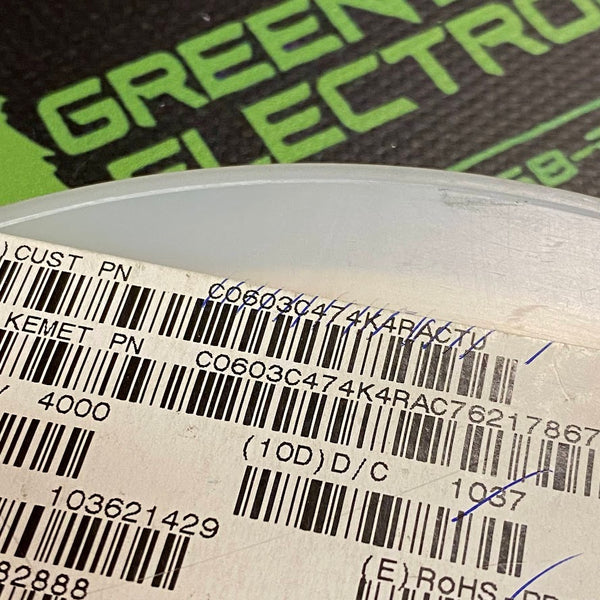 GREEN
ELECTRO
) CUST PN C0603C474K4RACTU
KEMET PN C0603C474K4RAC76217867
4000
(10D)D/C 1037
103621429
82888
(E)RoHS